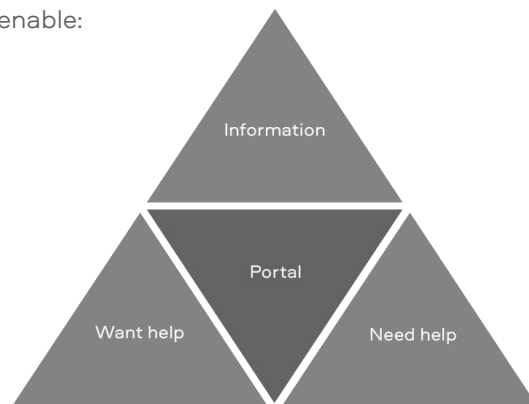 enable:
Information
Portal
Want help
Need help